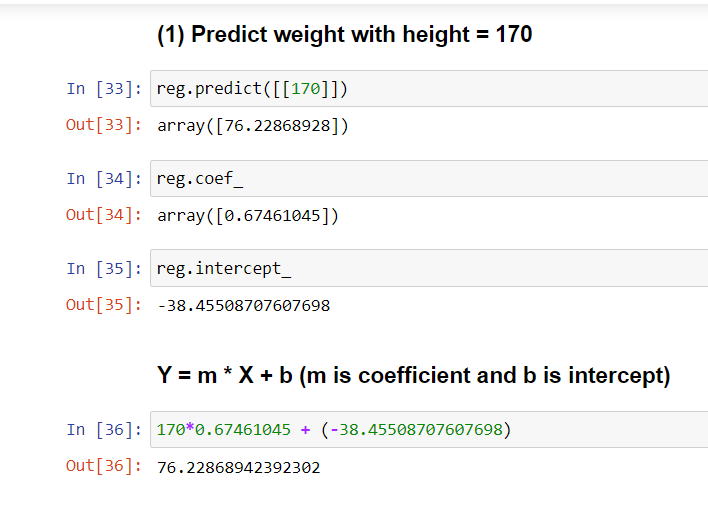 (1) Predict weight with height = 170
In [33]: reg.predict([[170]])
Out[33]: array([76.22868928])
In [34]: reg.coef_
Out[34]: array([0.67461045])
In [35]: reg.intercept_
Out[35]: -38.45508707607698
Y = m * X + b (m is coefficient and b is intercept)
In [36]: 170*0.67461045 + (-38.45508707607698)
Out[36]: 76.22868942392302